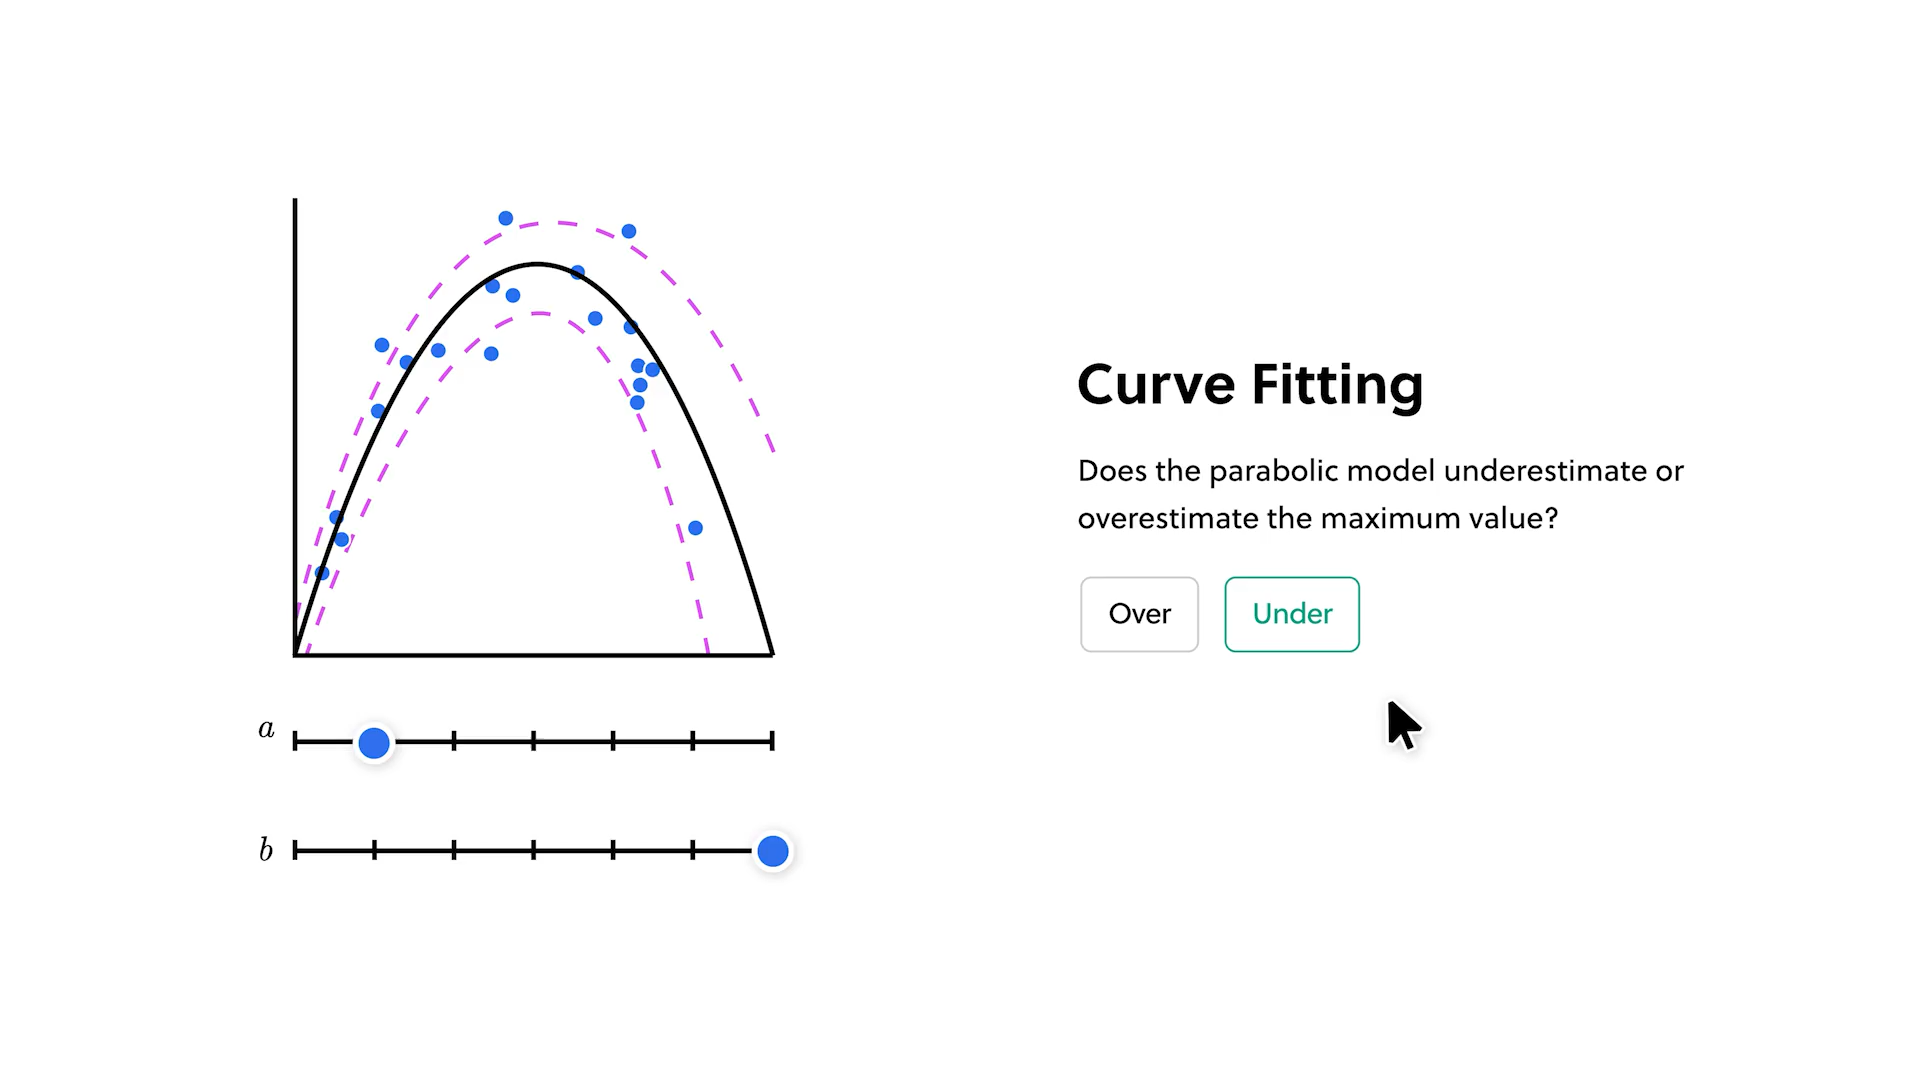 Curve Fitting
Does the parabolic model underestimate or
overestimate the maximum value?
Over Under
a
b